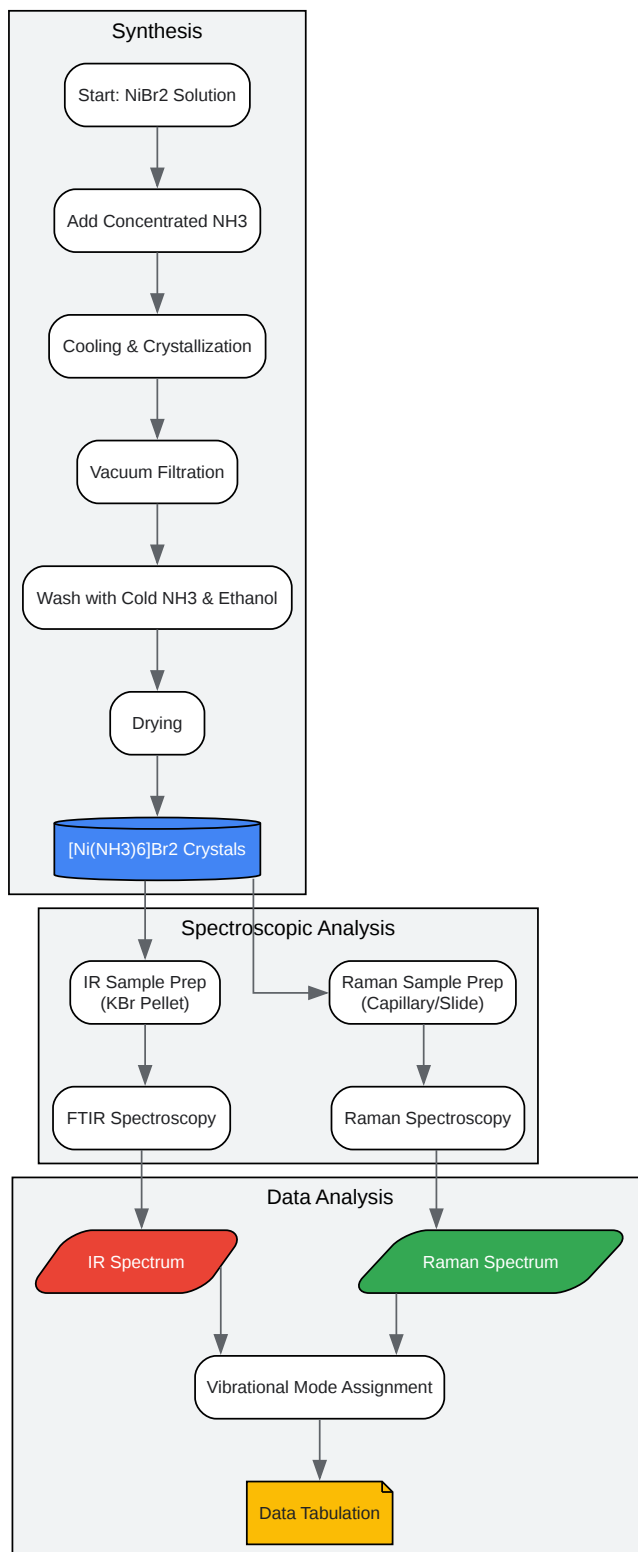 Synthesis
Start: NiBr2 Solution
Add Concentrated NH3
Cooling & Crystallization
Vacuum Filtration
Wash with Cold NH3 & Ethanol
Drying
[Ni(NH3)6]Br2 Crystals
Spectroscopic Analysis
IR Sample Prep
(KBr Pellet)
Raman Sample Prep
(Capillary/Slide)
FTIR Spectroscopy
Raman Spectroscopy
Data Analysis
IR Spectrum
Raman Spectrum
Vibrational Mode Assignment
Data Tabulation